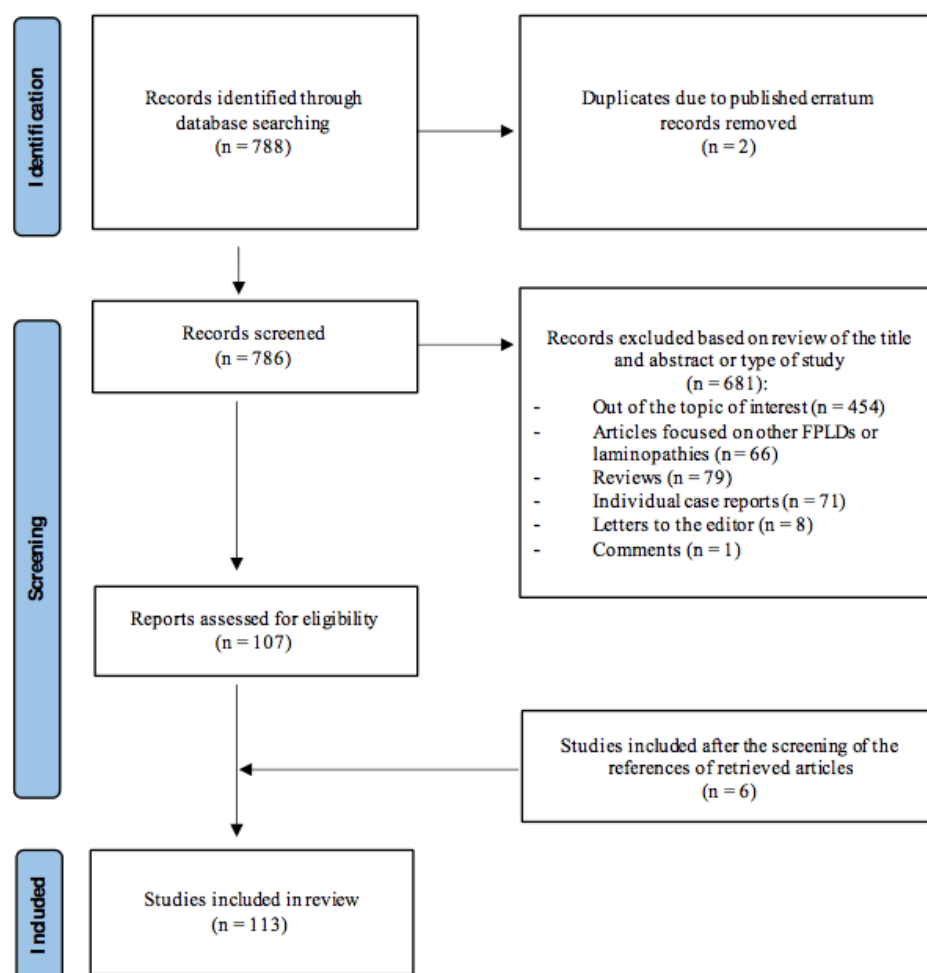 Identification
Records identified through
database searching
(n = 788)
Duplicates due to published erratum
records removed
(n = 2)
Screening
Records screened
(n = 786)
Records excluded based on review of the title
and abstract or type of study
(n = 681):
- Out of the topic of interest (n = 454)
- Articles focused on other FPLDs or
laminopathies (n = 66)
- Reviews (n = 79)
- Individual case reports (n = 71)
- Letters to the editor (n = 8)
- Comments (n = 1)
Reports assessed for eligibility
(n = 107)
Studies included after the screening of the
references of retrieved articles
(n = 6)
Included
Studies included in review
(n = 113)